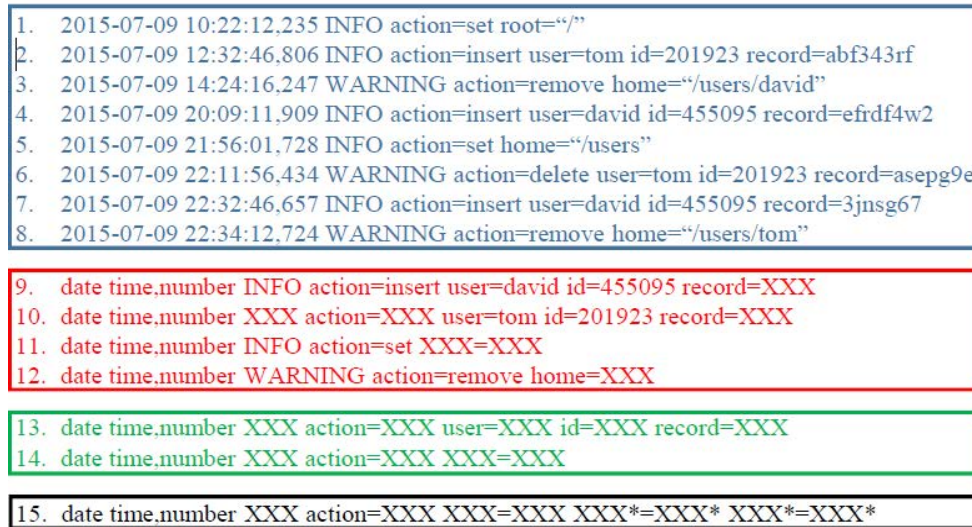 1. 2015-07-09 10:22:12,235 INFO action=set root=“/”
2. 2015-07-09 12:32:46,806 INFO action=insert user=tom id=201923 record=abf343rf
3. 2015-07-09 14:24:16,247 WARNING action=remove home=“/users/david”
4. 2015-07-09 20:09:11,909 INFO action=insert user=david id=455095 record=efrdf4w2
5. 2015-07-09 21:56:01,728 INFO action=set home=“/users”
6. 2015-07-09 22:11:56,434 WARNING action=delete user=tom id=201923 record=asepg9e
7. 2015-07-09 22:32:46,657 INFO action=insert user=david id=455095 record=3jnsg67
8. 2015-07-09 22:34:12,724 WARNING action=remove home=“/users/tom”
9. date time,number INFO action=insert user=david id=455095 record=XXX
10. date time,number XXX action=XXX user=tom id=201923 record=XXX
11. date time,number INFO action=set XXX=XXX
12. date time,number WARNING action=remove home=XXX
13. date time,number XXX action=XXX user=XXX id=XXX record=XXX
14. date time,number XXX action=XXX XXX=XXX
15. date time,number XXX action=XXX XXX=XXX XXX*=XXX* XXX*=XXX*